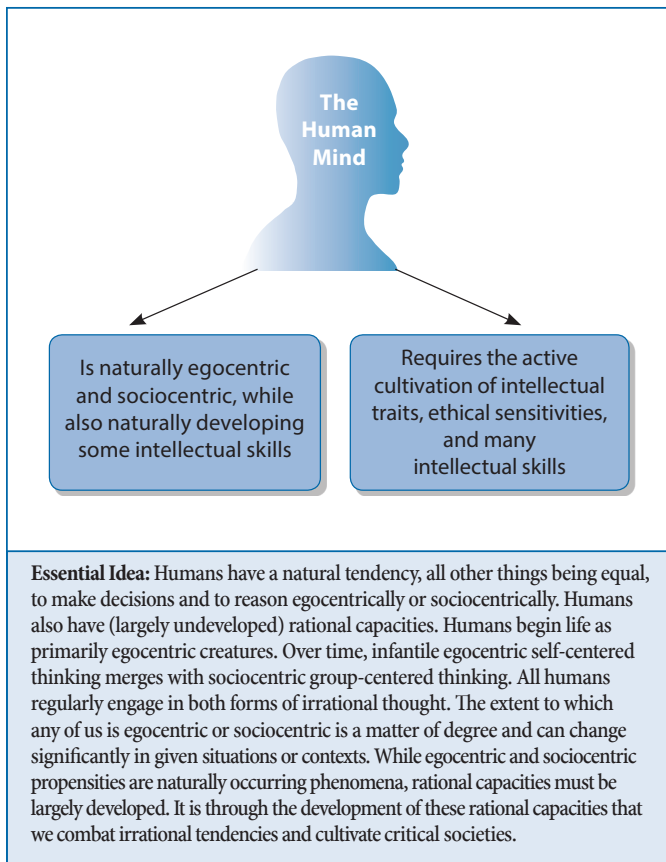 The
Human
Mind
Is naturally egocentric
and sociocentric, while
also naturally developing
some intellectual skills
Requires the active
cultivation of intellectual
traits, ethical sensitivities,
and many
intellectual skills
Essential Idea: Humans have a natural tendency, all other things being equal,
to make decisions and to reason egocentrically or sociocentrically. Humans
also have (largely undeveloped) rational capacities. Humans begin life as
primarily egocentric creatures. Over time, infantile egocentric self-centered
thinking merges with sociocentric group-centered thinking. All humans
regularly engage in both forms of irrational thought. The extent to which
any of us is egocentric or sociocentric is a matter of degree and can change
significantly in given situations or contexts. While egocentric and sociocentric
propensities are naturally occurring phenomena, rational capacities must be
largely developed. It is through the development of these rational capacities that
we combat irrational tendencies and cultivate critical societies.